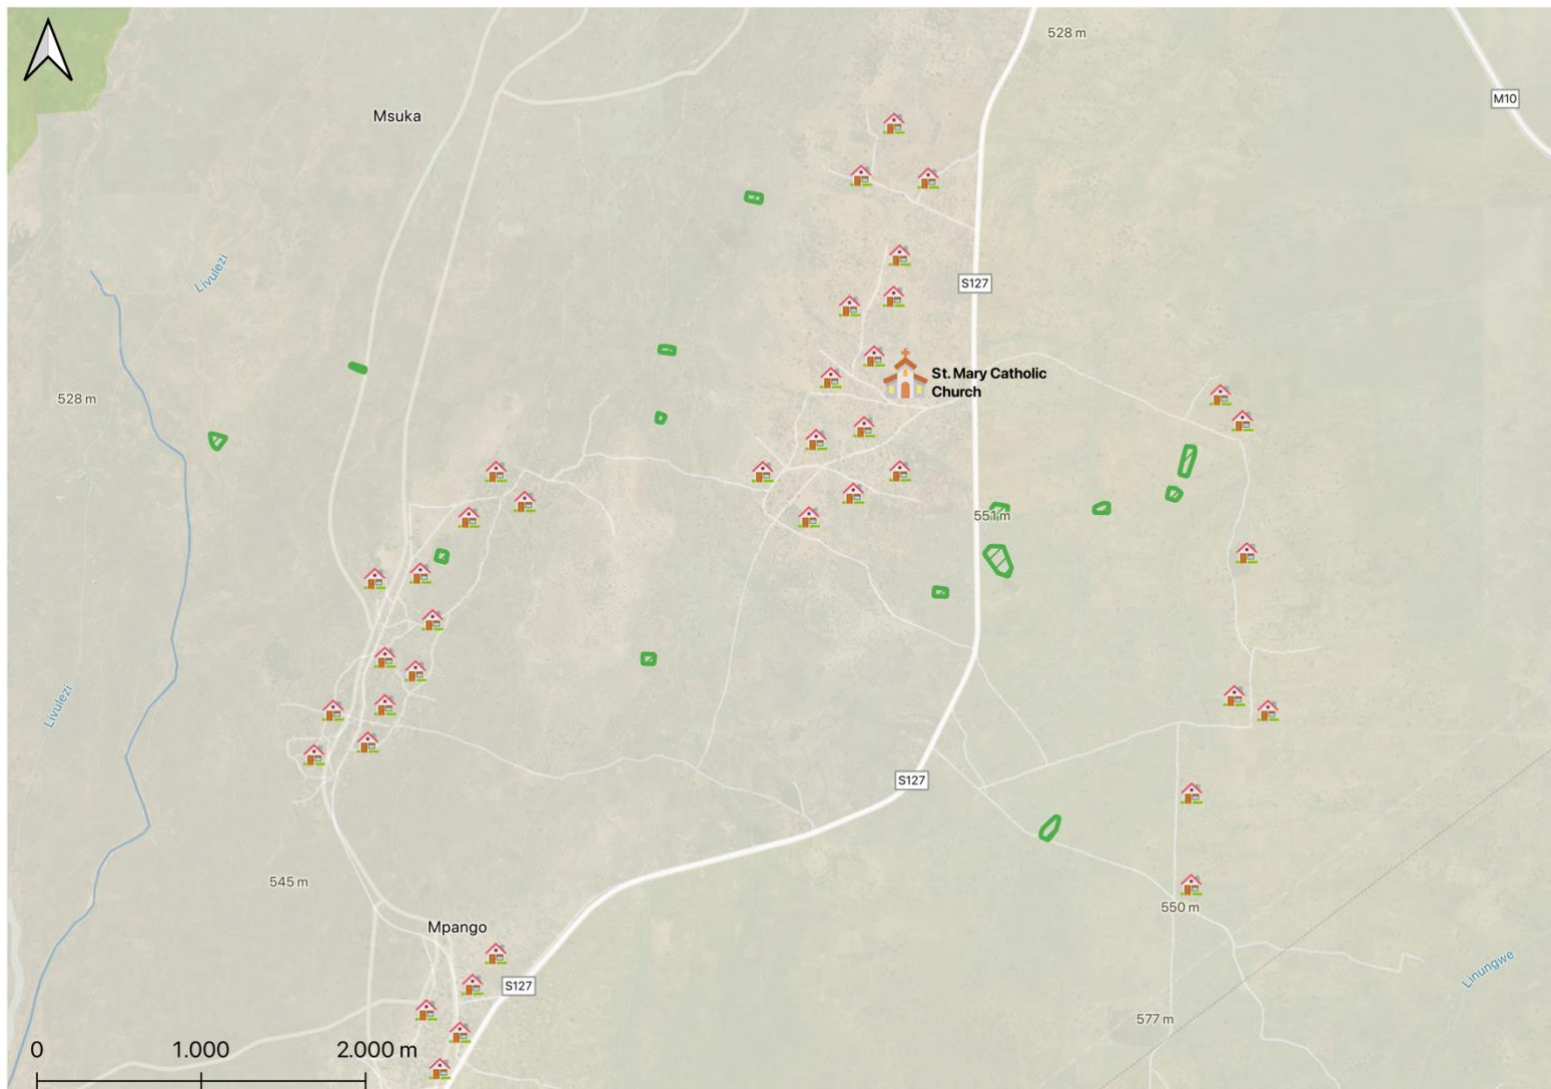 528 m
M10
Msuka
Livulezi
S127
St. Mary Catholic
Church
528 m
551 m
Livulezi
S127
545 m
550 m
Mpango
Linungwe
S127
577 m
0 1.000 2.000 m